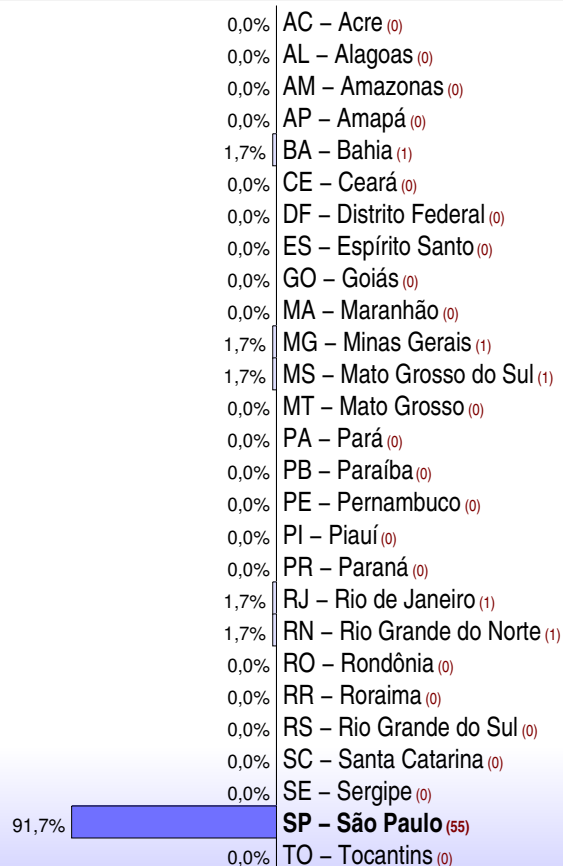 0,0% AC – Acre (0)
0,0% AL – Alagoas (0)
0,0% AM – Amazonas (0)
0,0% AP – Amapá (0)
1,7% BA – Bahia (1)
0,0% CE – Ceará (0)
0,0% DF – Distrito Federal (0)
0,0% ES – Espírito Santo (0)
0,0% GO – Goiás (0)
0,0% MA – Maranhão (0)
1,7% MG – Minas Gerais (1)
1,7% MS – Mato Grosso do Sul (1)
0,0% MT – Mato Grosso (0)
0,0% PA – Pará (0)
0,0% PB – Paraíba (0)
0,0% PE – Pernambuco (0)
0,0% PI – Piauí (0)
0,0% PR – Paraná (0)
1,7% RJ – Rio de Janeiro (1)
1,7% RN – Rio Grande do Norte (1)
0,0% RO – Rondônia (0)
0,0% RR – Roraima (0)
0,0% RS – Rio Grande do Sul (0)
0,0% SC – Santa Catarina (0)
0,0% SE – Sergipe (0)
91,7% SP – São Paulo (55)
0,0% TO – Tocantins (0)